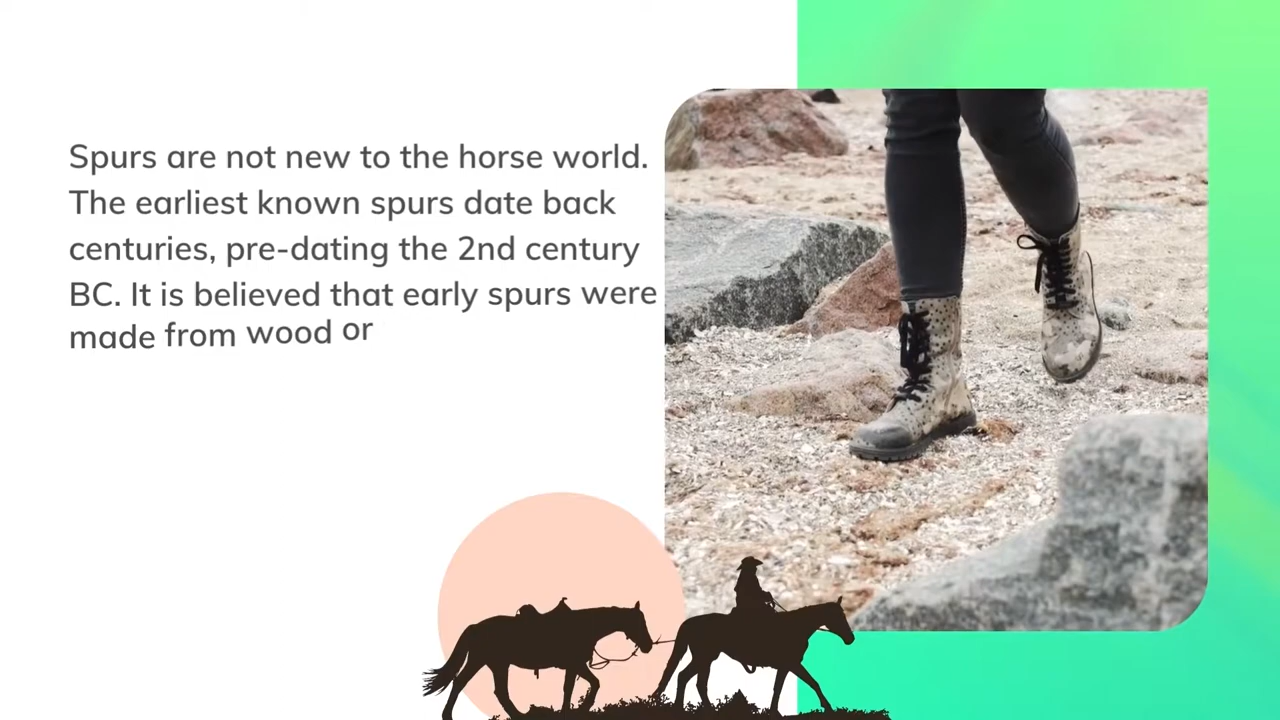 Spurs are not new to the horse world.
The earliest known spurs date back
centuries, pre-dating the 2nd century
BC. It is believed that early spurs were
made from wood or